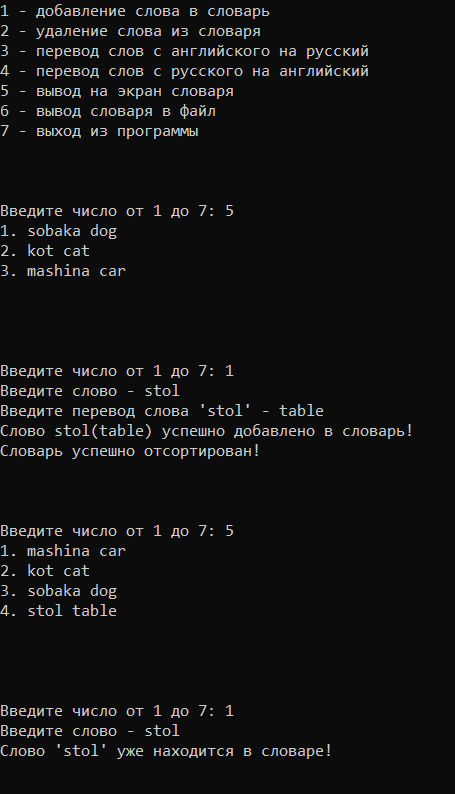 1 - добавление слова в словарь
2 - удаление слова из словаря
3 - перевод слов с английского на русский
4 - перевод слов с русского на английский
5 - вывод на экран словаря
6 - вывод словаря в файл
7 - выход из программы
Введите число от 1 до 7: 5
1. sobaka dog
2. kot cat
3. mashina car
Введите число от 1 до 7: 1
Введите слово - stol
Введите перевод слова 'stol' - table
Слово stol(table) успешно добавлено в словарь!
Словарь успешно отсортирован!
Введите число от 1 до 7: 5
1. mashina car
2. kot cat
3. sobaka dog
4. stol table
Введите число от 1 до 7: 1
Введите слово - stol
Слово 'stol' уже находится в словаре!